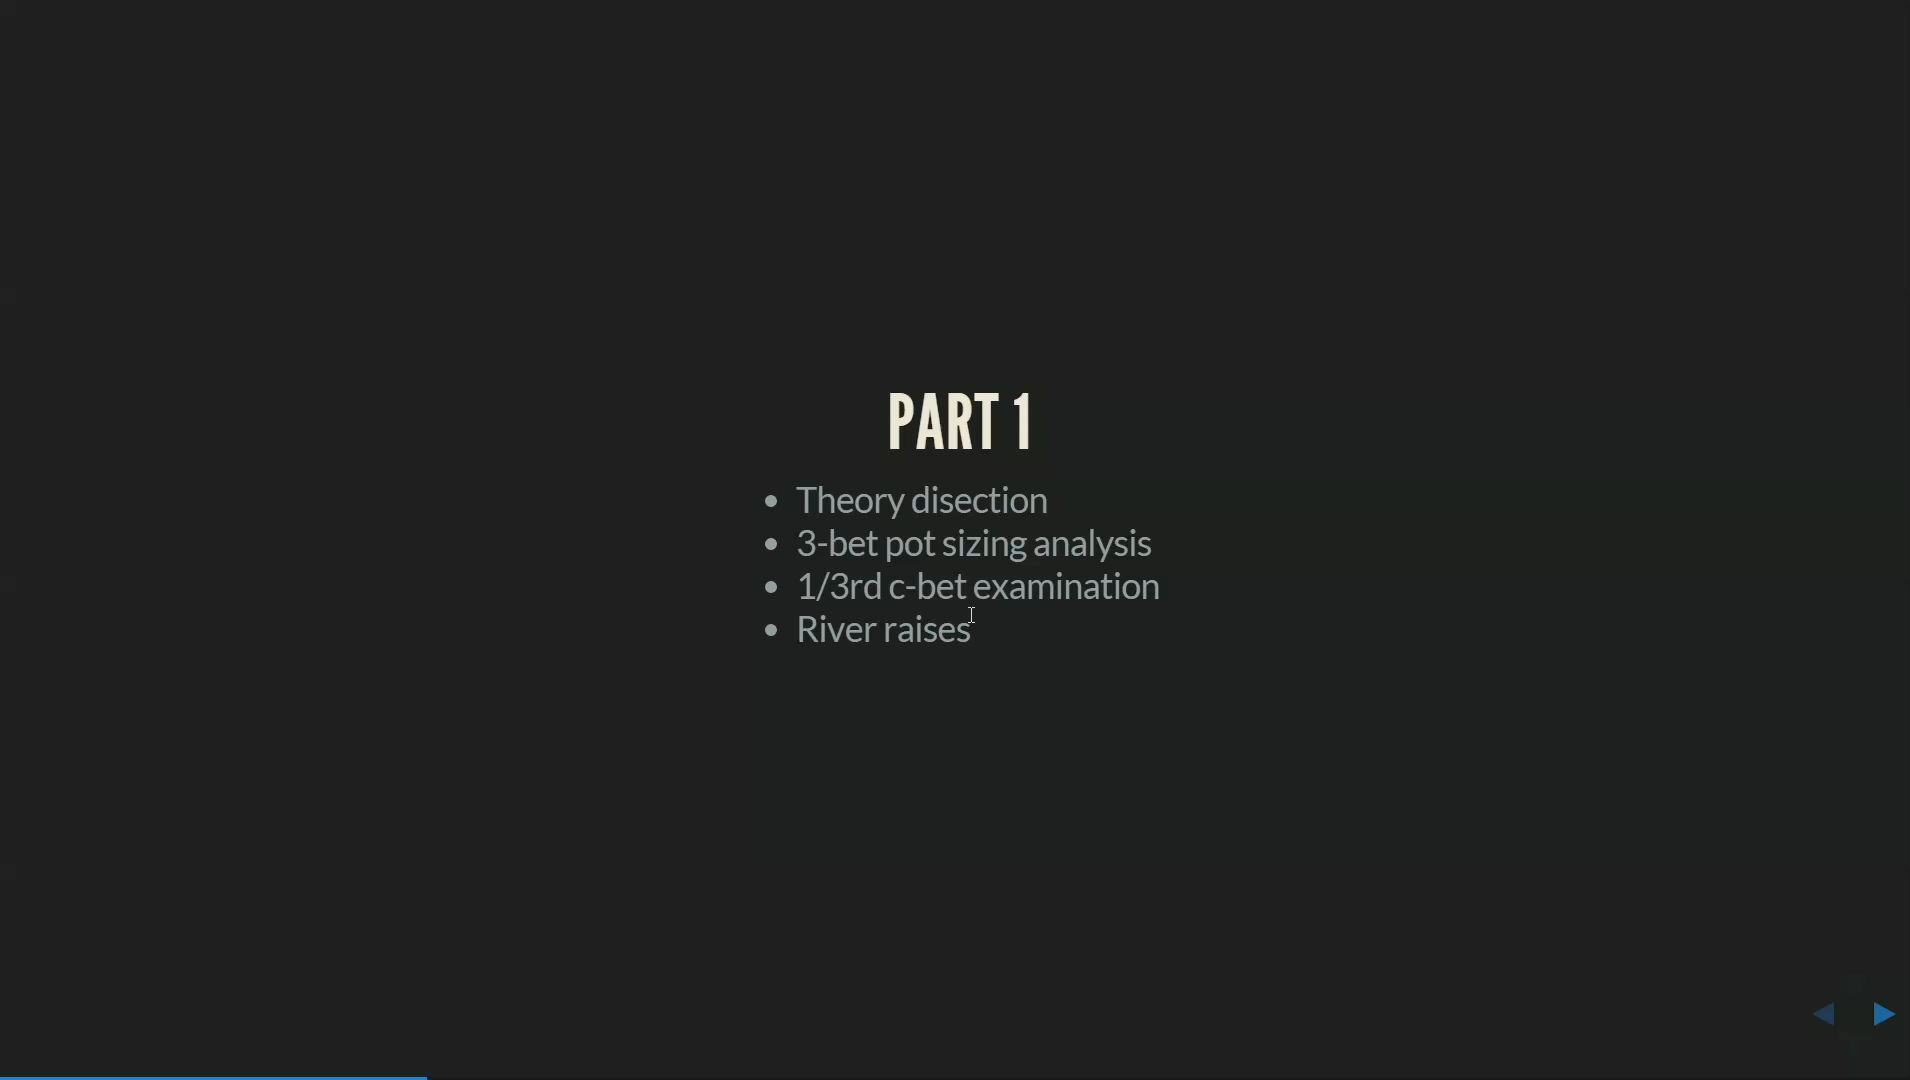 PART 1
Theory disection
3-bet pot sizing analysis
1/3rd c-bet examination
River raises